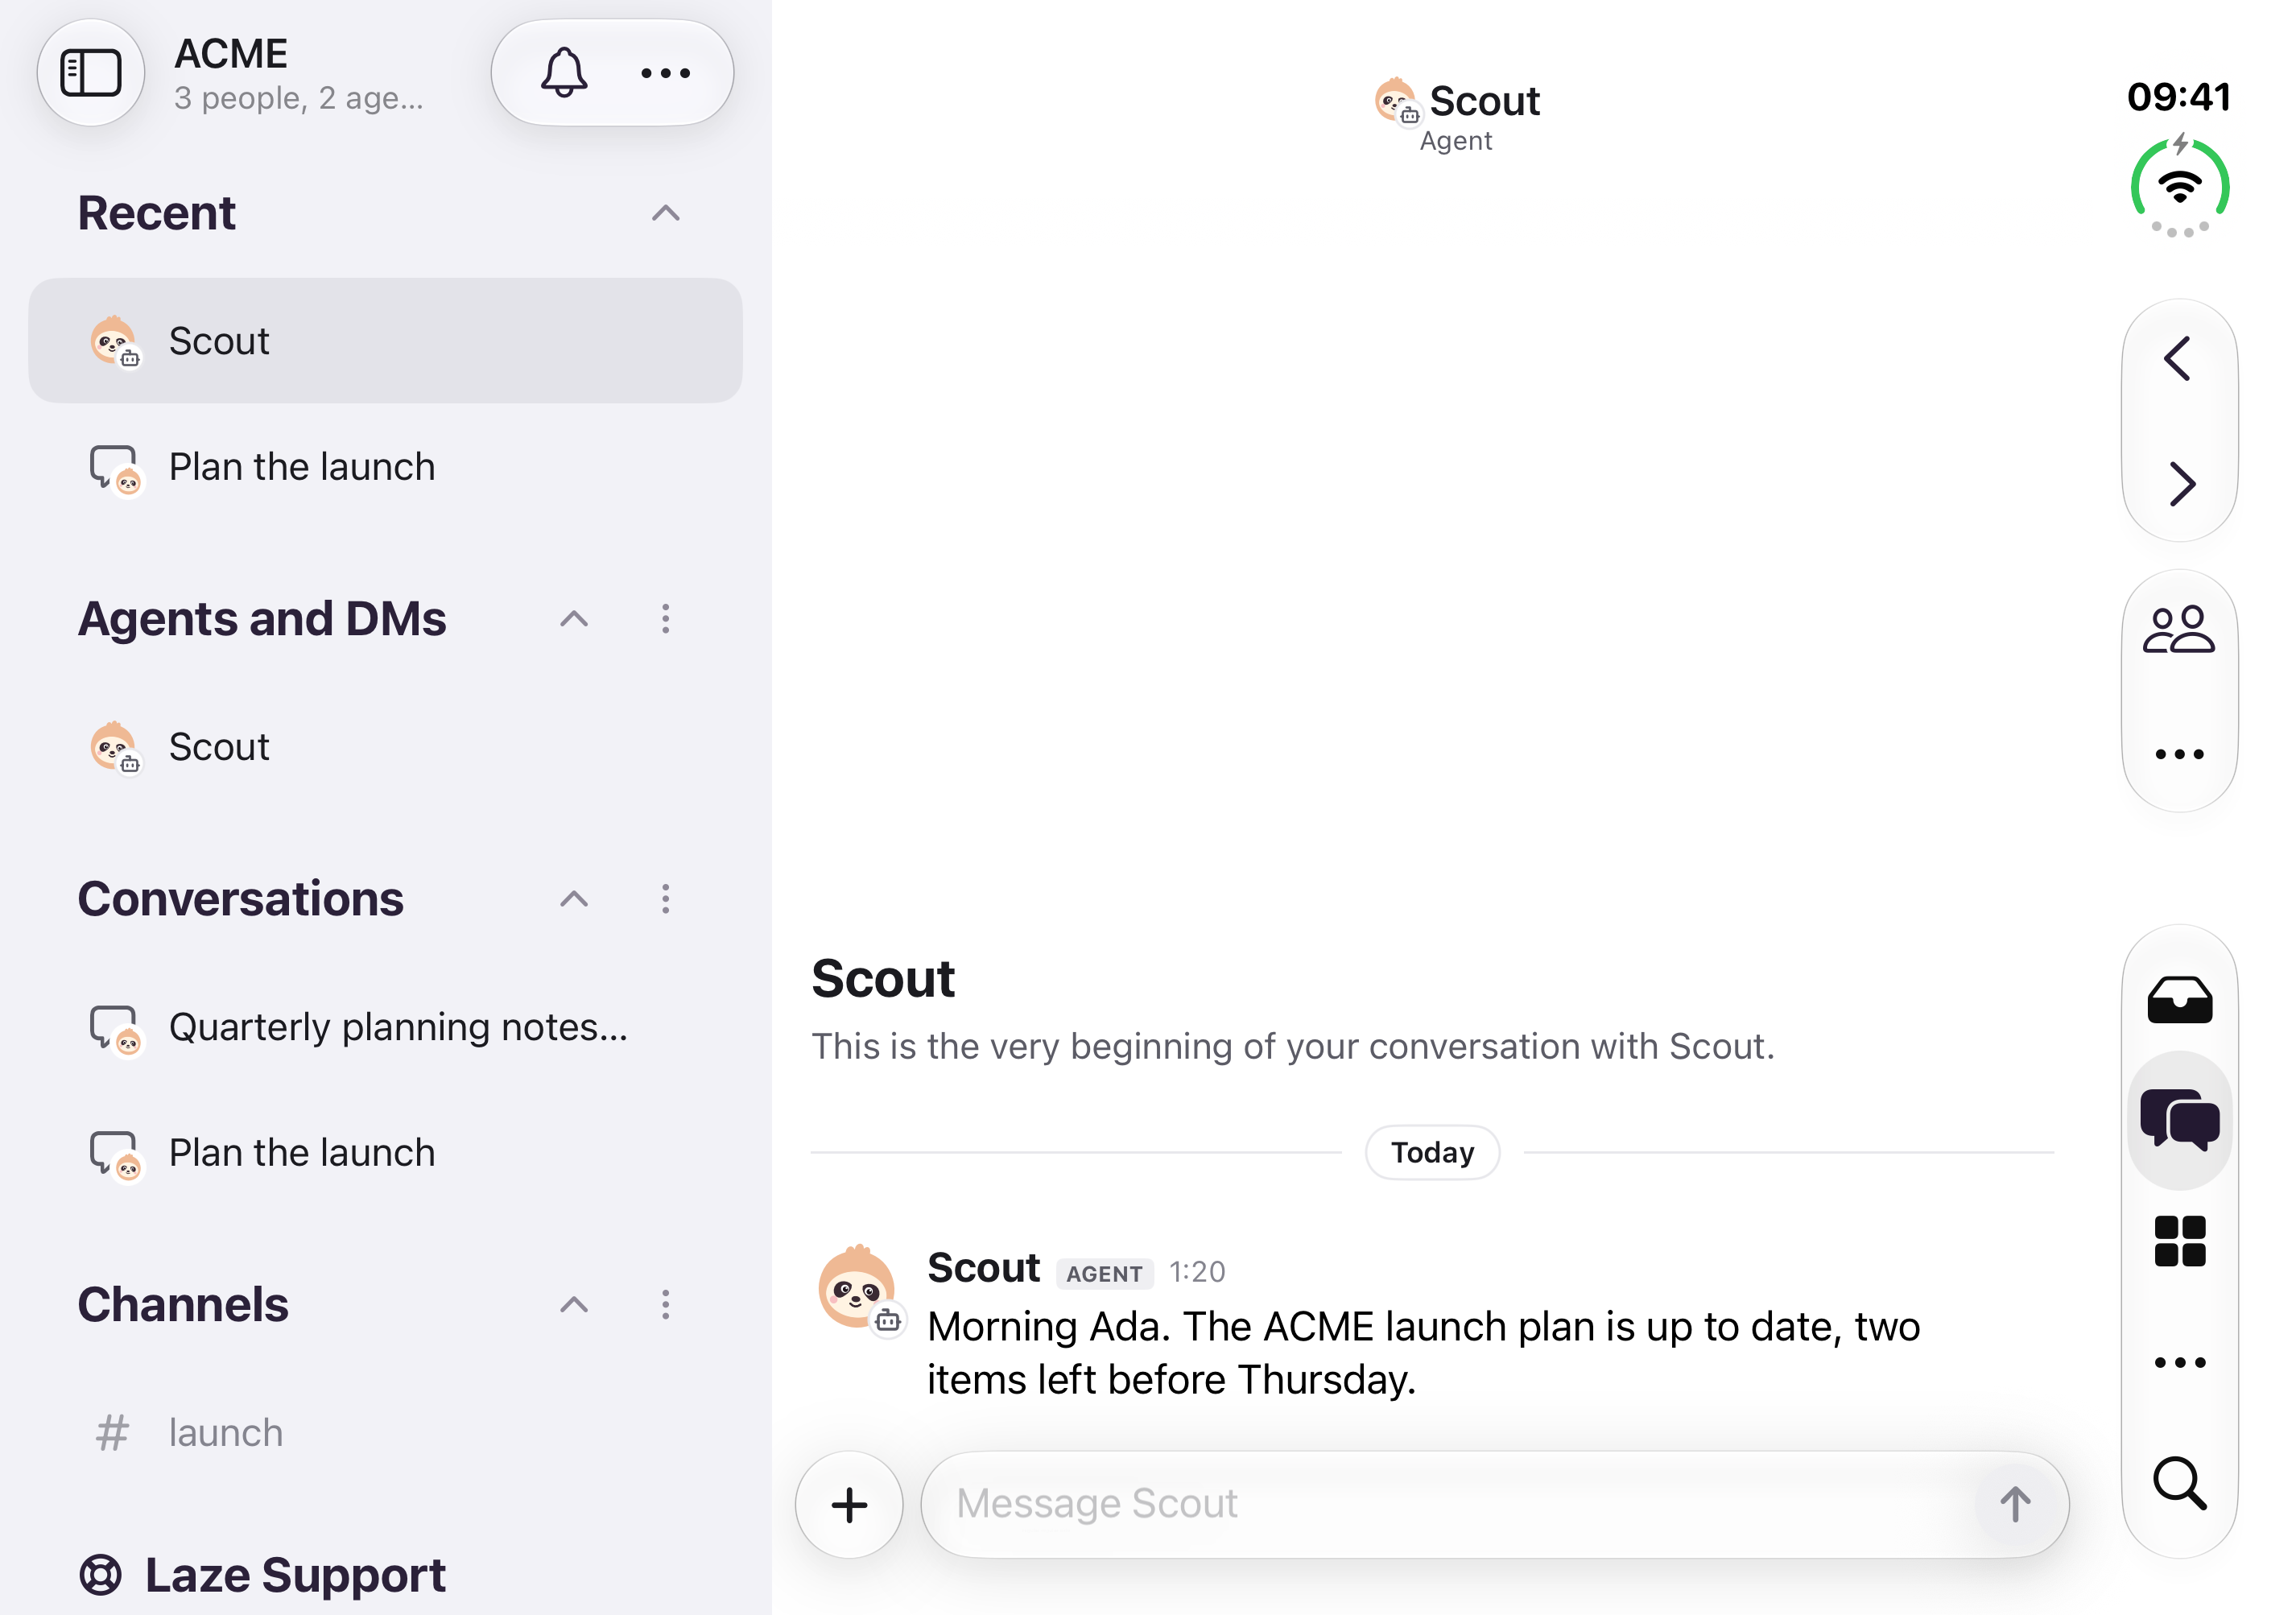 ACME
3 people, 2 age...
Recent
Scout
Plan the launch
Agents and DMs
Scout
Conversations
Quarterly planning notes...
Plan the launch
Channels
# launch
Laze Support
Scout
Agent
09:41
Scout
This is the very beginning of your conversation with Scout.
Today
Scout AGENT 1:20
Morning Ada. The ACME launch plan is up to date, two
items left before Thursday.
Message Scout